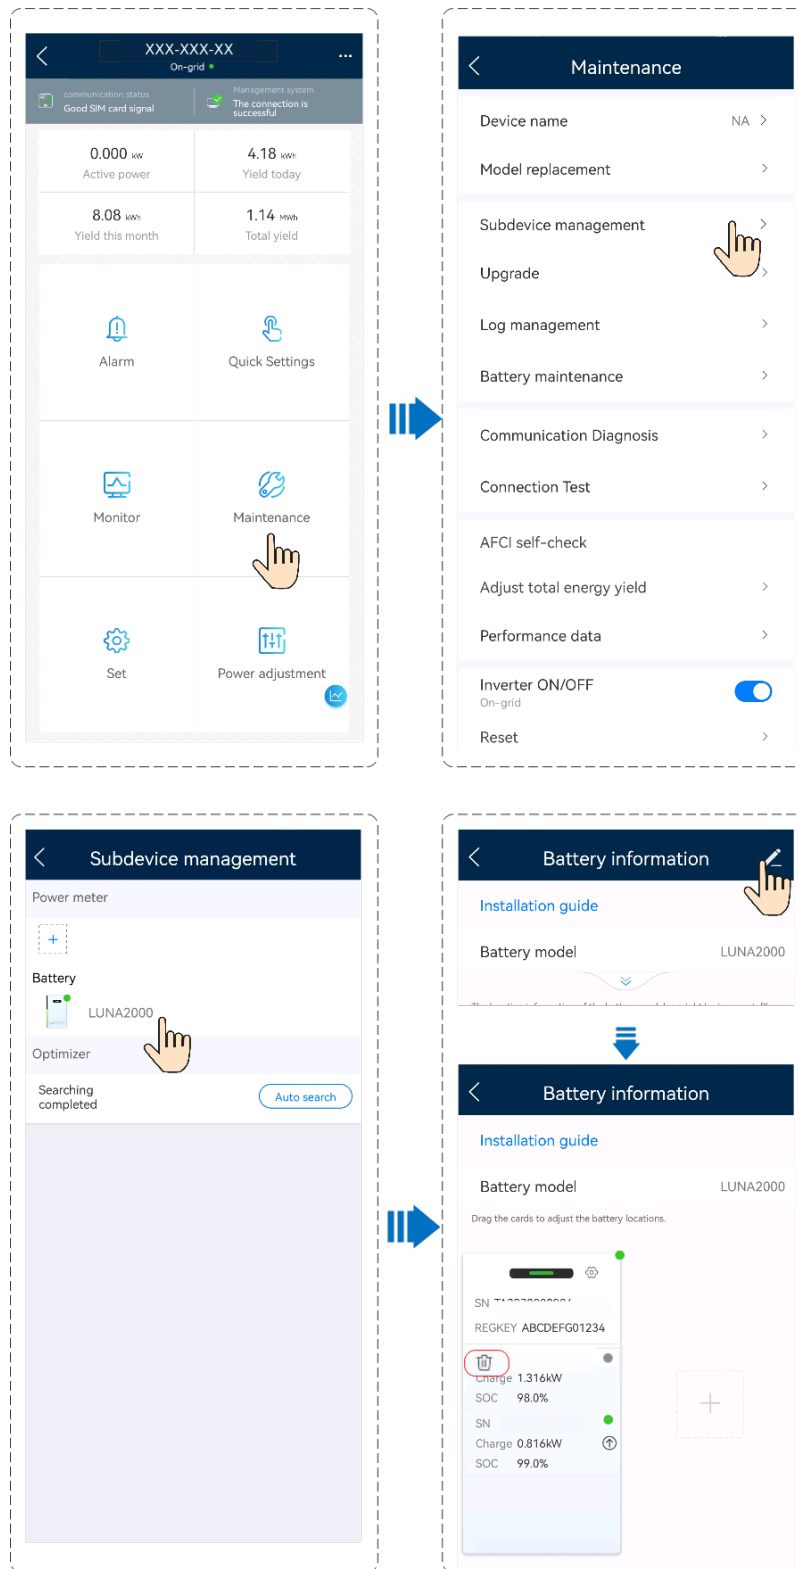 XXX-XXX-XX
On-grid
communication status
Good SIM card signal
Management system
The connection is
successful
0.000 kW
Active power
4.18 kWh
Yield today
8.08 kWh
Yield this month
1.14 MWh
Total yield
Alarm
Quick Settings
Monitor
Maintenance
Set
Power adjustment
Maintenance
Device name NA
Model replacement
Subdevice management
Upgrade
Log management
Battery maintenance
Communication Diagnosis
Connection Test
AFCI self-check
Adjust total energy yield
Performance data
Inverter ON/OFF
On-grid
Reset
Subdevice management
Power meter
Battery
LUNA2000
Optimizer
Searching
completed
Auto search
Battery information
Installation guide
Battery model LUNA2000
Battery information
Installation guide
Battery model LUNA2000
Drag the cards to adjust the battery locations.
SN
REGKEY ABCDEFG01234
Charge 1.316kW
SOC 98.0%
SN
Charge 0.816kW
SOC 99.0%